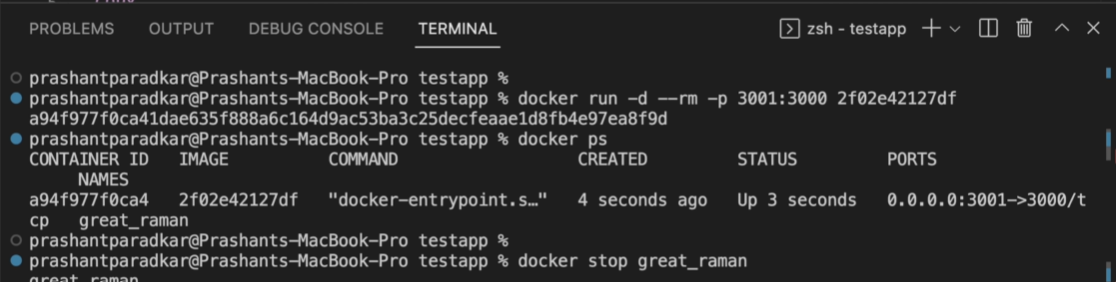 PROBLEMS OUTPUT DEBUG CONSOLE TERMINAL zsh - testapp
prashantparadkar@Prashants-MacBook-Pro testapp %
prashantparadkar@Prashants-MacBook-Pro testapp % docker run -d --rm -p 3001:3000 2f02e42127df
a94f977f0ca41dae635f888a6c164d9ac53ba3c25decfeaae1d8fb4e97ea8f9d
prashantparadkar@Prashants-MacBook-Pro testapp % docker ps
CONTAINER ID IMAGE COMMAND CREATED STATUS PORTS
NAMES
a94f977f0ca4 2f02e42127df "docker-entrypoint.s…" 4 seconds ago Up 3 seconds 0.0.0.0:3001->3000/t
cp great_raman
prashantparadkar@Prashants-MacBook-Pro testapp %
prashantparadkar@Prashants-MacBook-Pro testapp % docker stop great_raman
great_raman